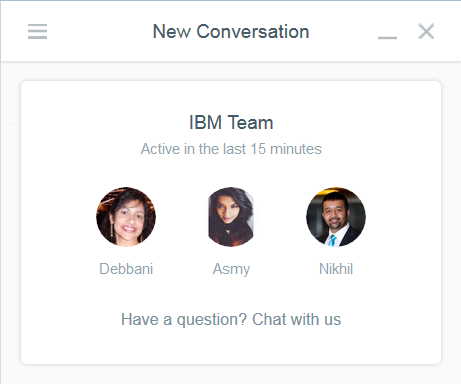 New Conversation
IBM Team
Active in the last 15 minutes
Debbani Asmy Nikhil
Have a question? Chat with us